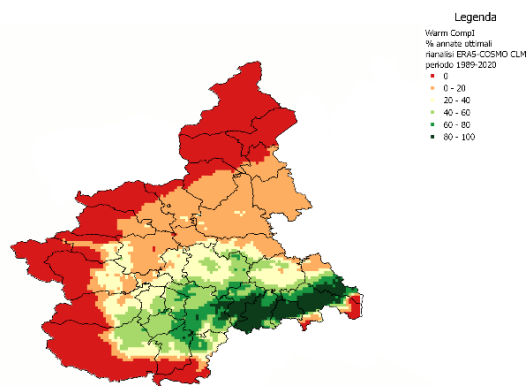 Legenda
Warm CompI
% annate ottimali
rianalisi ERA5-COSMO CLM
periodo 1989-2020
0
0 - 20
20 - 40
40 - 60
60 - 80
80 - 100